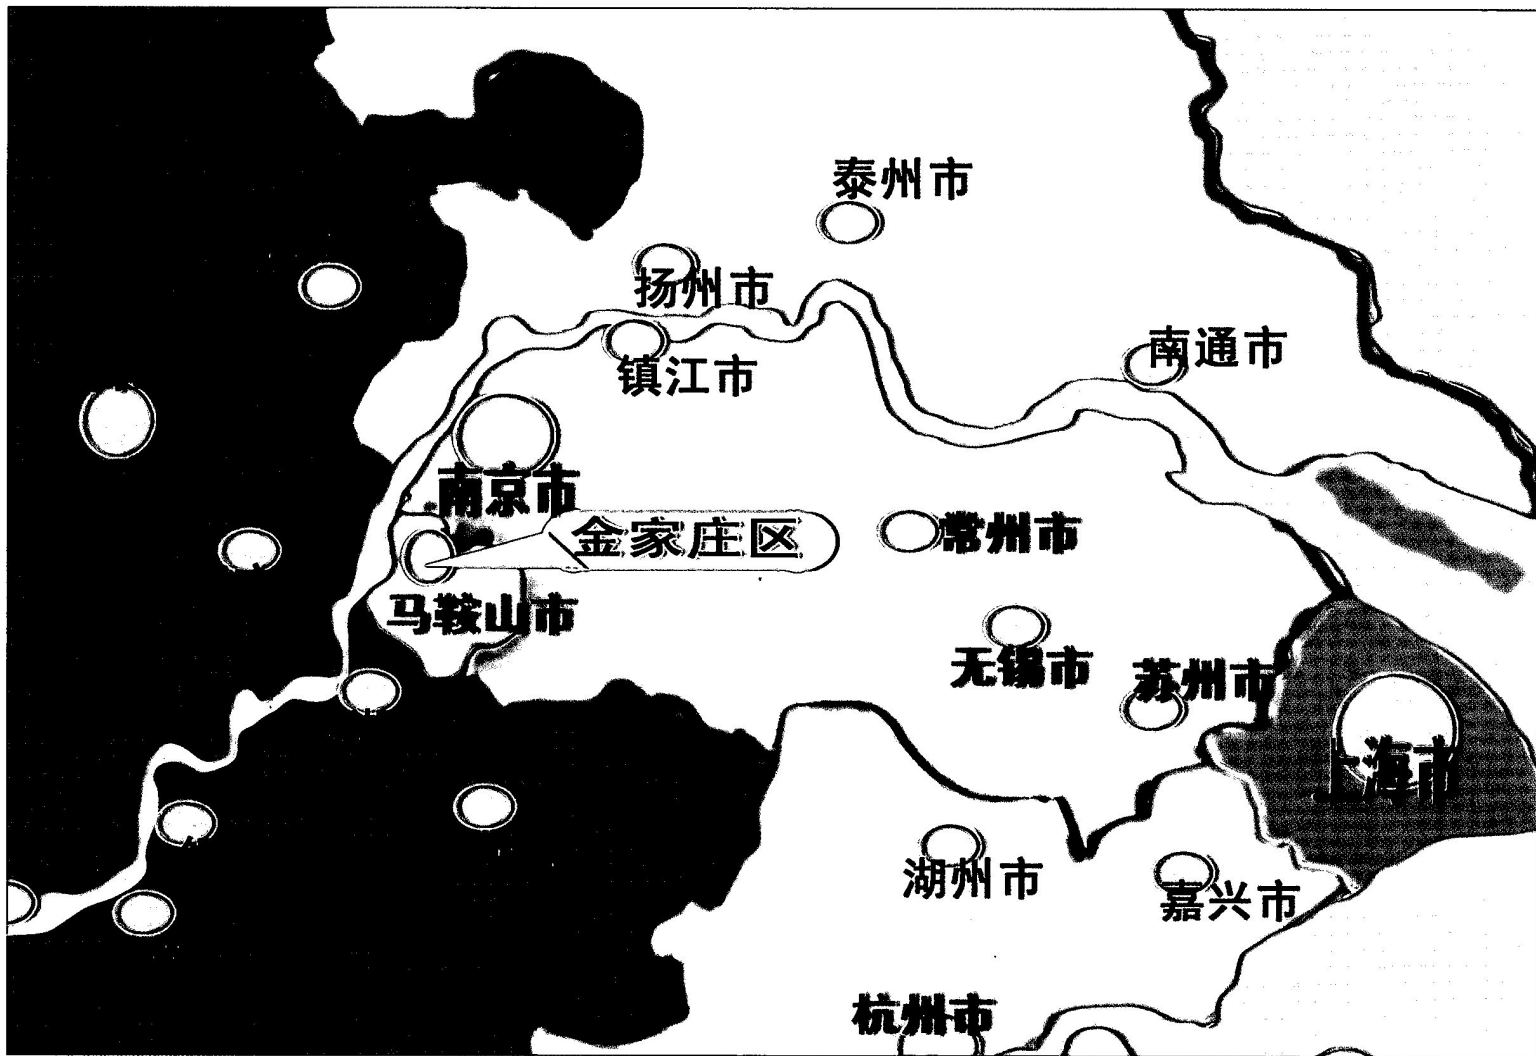 泰州市
扬州市
南通市
镇江市
南京市
金家庄区
常州市
马鞍山市
无锡市
苏州市
上海市
湖州市
嘉兴市
杭州市